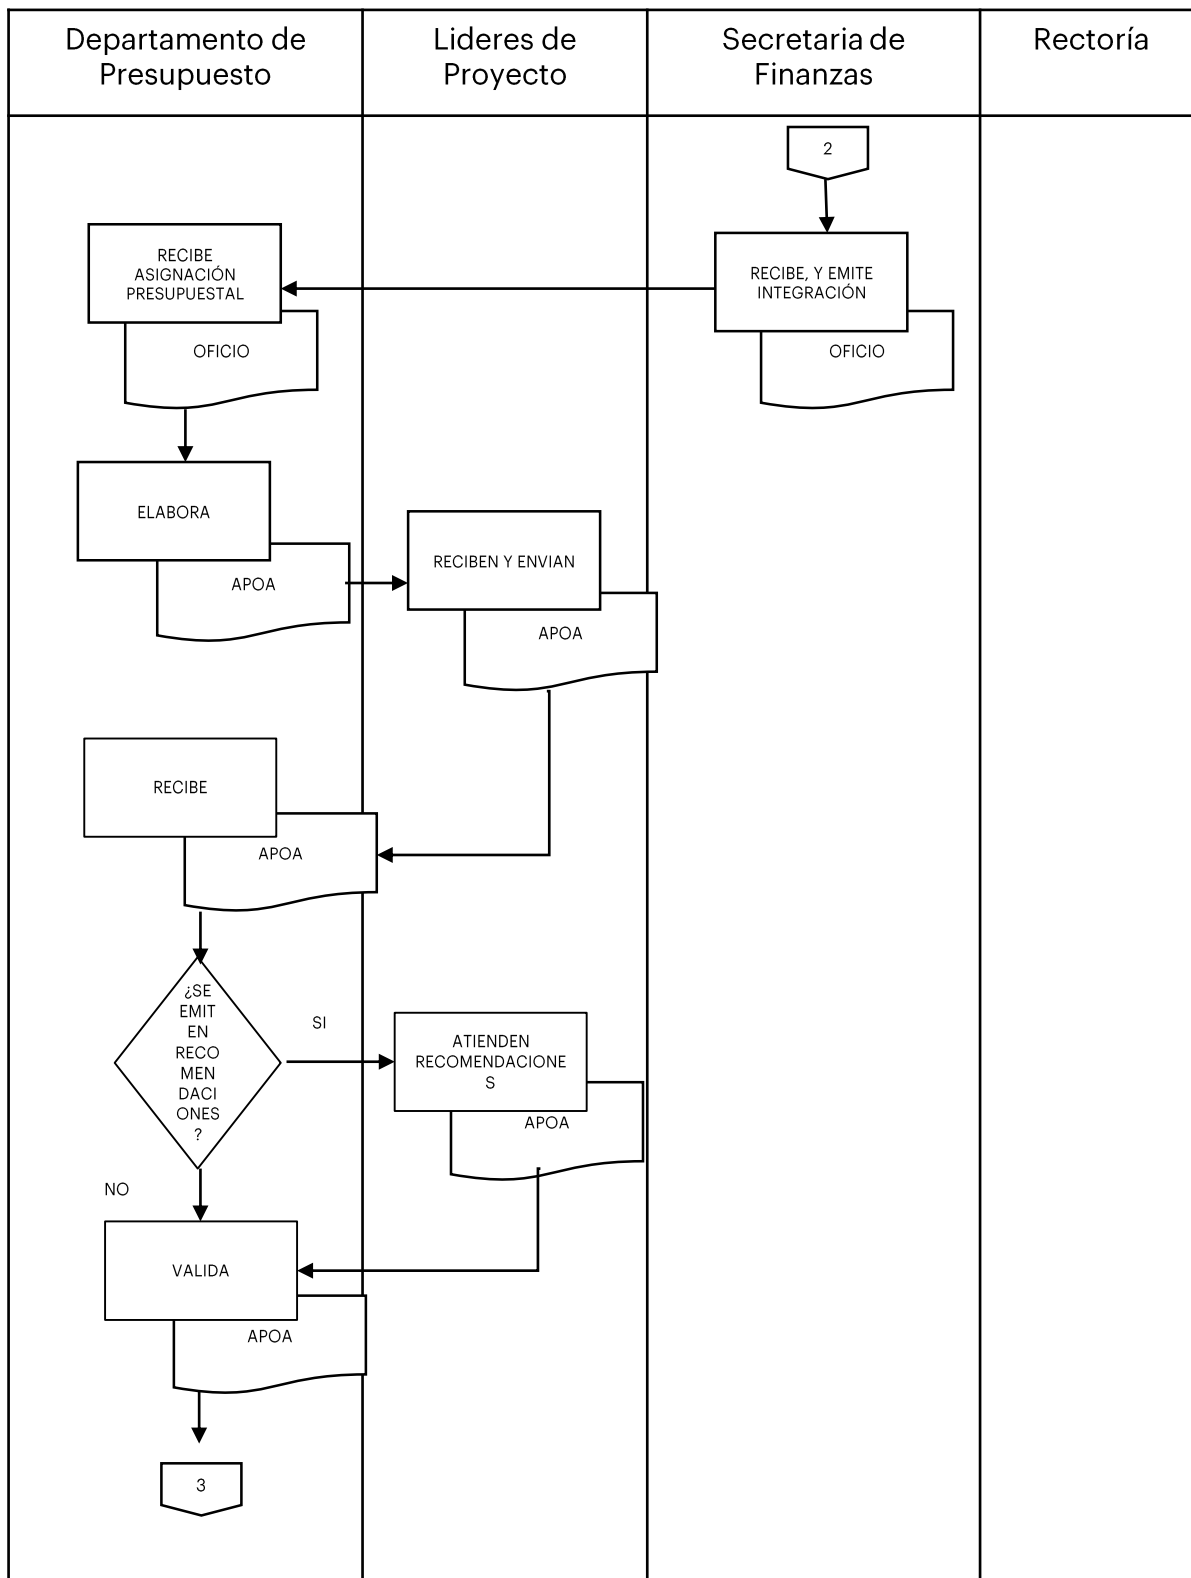 Departamento de
Presupuesto
Lideres de
Proyecto
Secretaria de
Finanzas
Rectoría
2
RECIBE
ASIGNACIÓN
PRESUPUESTAL
OFICIO
RECIBE, Y EMITE
INTEGRACIÓN
OFICIO
ELABORA
APOA
RECIBEN Y ENVIAN
APOA
RECIBE
APOA
¿SE
EMIT
EN
RECO
MEN
DACI
ONES
?
SI
ATIENDEN
RECOMENDACIONE
S
APOA
NO
VALIDA
APOA
3